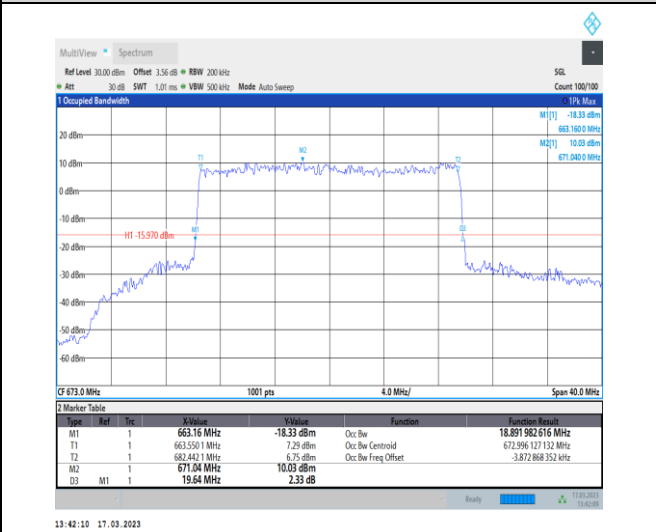 MultiView Spectrum
Ref Level 30.00 dBm Offset 3.56 dB RBW 200 kHz SGL
Att 30 dB SWT 1.01 ms VBW 500 kHz Mode Auto Sweep Count 100/100
1 Occupied Bandwidth 1Pk Max
M1[1] -18.33 dBm
663.160 0 MHz
M2[1] 10.03 dBm
671.040 0 MHz
20 dBm
M2
T1 T2
10 dBm
0 dBm
-10 dBm
M1 D3
H1 -15.970 dBm
-20 dBm
-30 dBm
-40 dBm
-50 dBm
-60 dBm
CF 673.0 MHz 1001 pts 4.0 MHz/ Span 40.0 MHz
2 Marker Table
Type Ref Trc X-Value Y-Value Function Function Result
M1 1 663.16 MHz -18.33 dBm Occ Bw 18.891 982 616 MHz
T1 1 663.550 1 MHz 7.29 dBm Occ Bw Centroid 672.996 127 132 MHz
T2 1 682.442 1 MHz 6.75 dBm Occ Bw Freq Offset -3.872 868 352 kHz
M2 1 671.04 MHz 10.03 dBm
D3 M1 1 19.64 MHz 2.33 dB
Ready 17.03.2023
13:42:09
13:42:10 17.03.2023